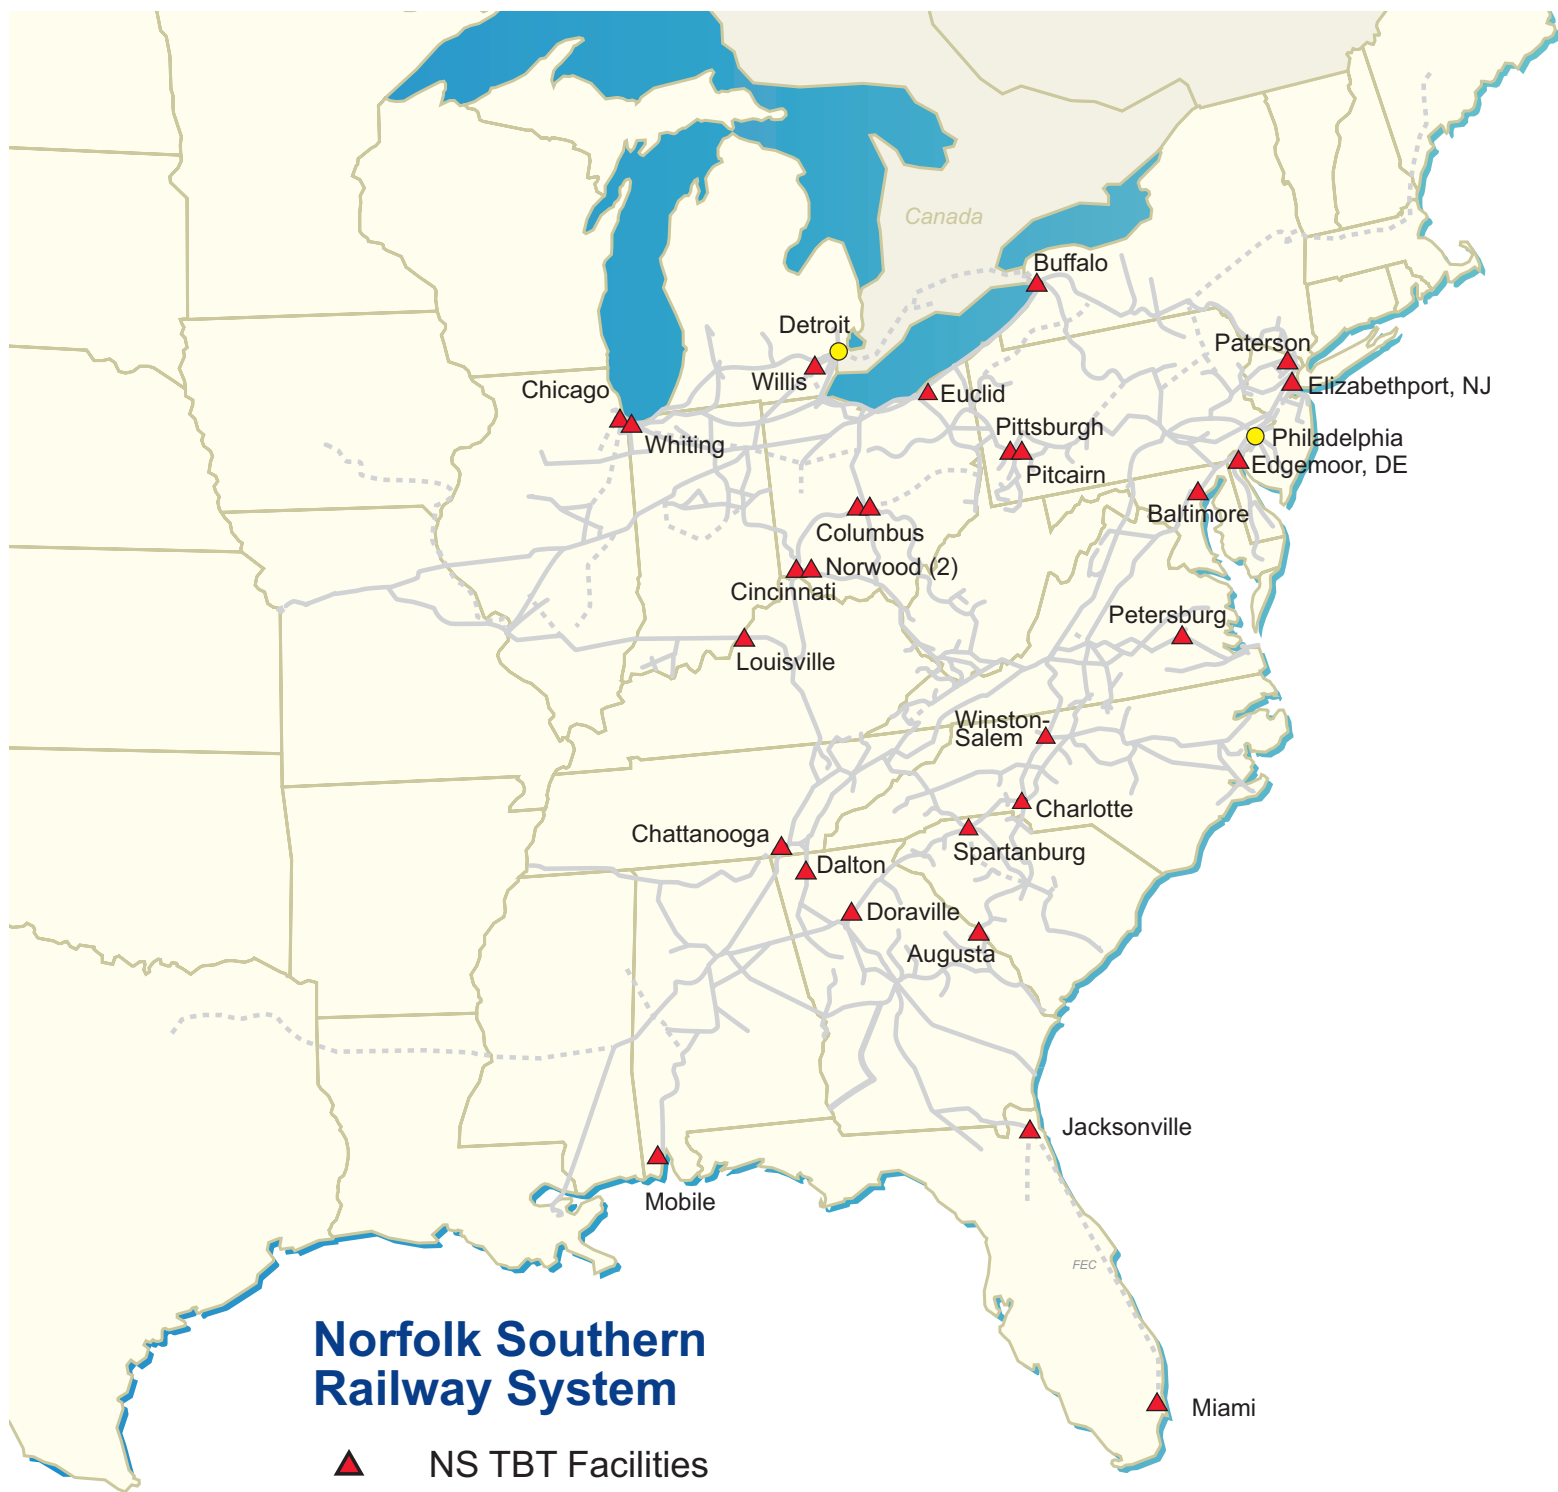 Canada
Buffalo
Detroit
Paterson
Willis
Elizabethport, NJ
Chicago
Euclid
Pittsburgh
Philadelphia
Whiting
Edgemoor, DE
Pitcairn
Baltimore
Columbus
Norwood (2)
Cincinnati
Petersburg
Louisville
Winston-
Salem
Charlotte
Chattanooga
Spartanburg
Dalton
Doraville
Augusta
Jacksonville
Mobile
FEC
Norfolk Southern
Railway System
Miami
NS TBT Facilities